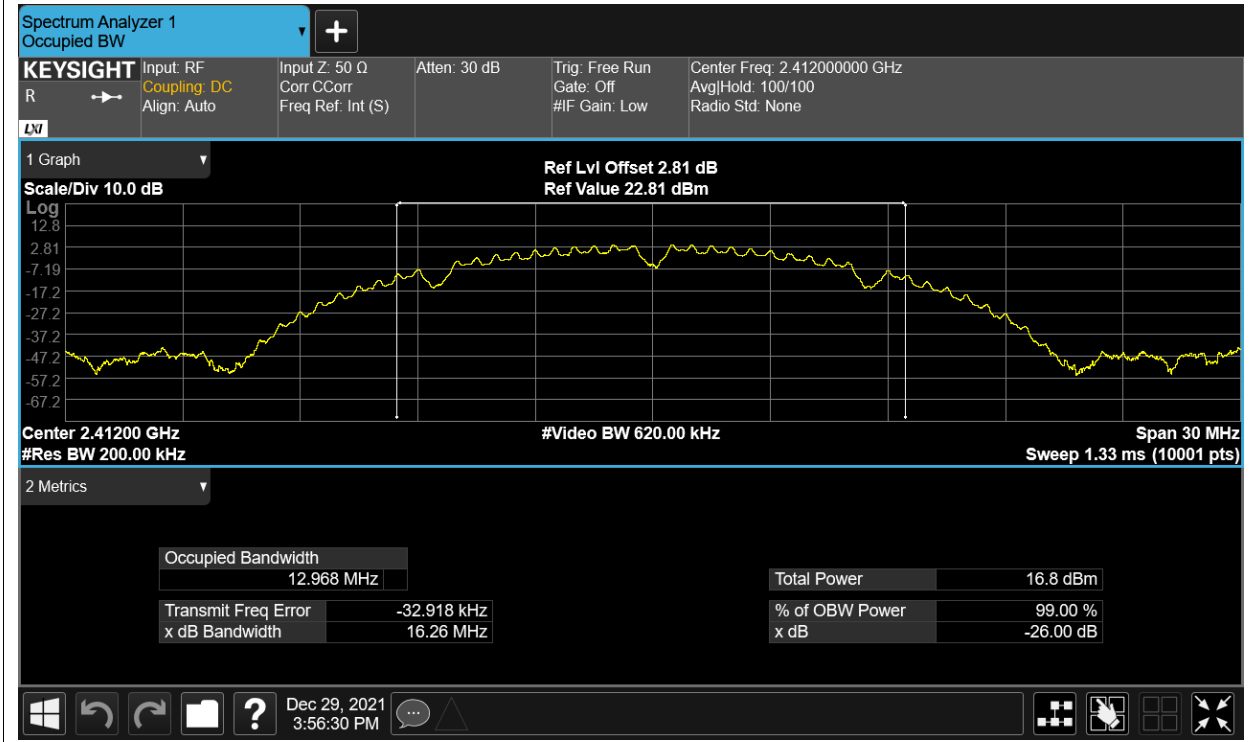 Spectrum Analyzer 1
Occupied BW
KEYSIGHT
R
LXI
Input: RF
Coupling: DC
Align: Auto
Input Z: 50 Ω
Corr CCorr
Freq Ref: Int (S)
Atten: 30 dB
Trig: Free Run
Gate: Off
#IF Gain: Low
Center Freq: 2.412000000 GHz
Avg|Hold: 100/100
Radio Std: None
1 Graph
Scale/Div 10.0 dB
Ref Lvl Offset 2.81 dB
Ref Value 22.81 dBm
Log
12.8
2.81
-7.19
-17.2
-27.2
-37.2
-47.2
-57.2
-67.2
Center 2.41200 GHz
#Video BW 620.00 kHz
Span 30 MHz
#Res BW 200.00 kHz
Sweep 1.33 ms (10001 pts)
2 Metrics
Occupied Bandwidth
12.968 MHz
Total Power 16.8 dBm
Transmit Freq Error -32.918 kHz
% of OBW Power 99.00 %
x dB Bandwidth 16.26 MHz
x dB -26.00 dB
?
Dec 29, 2021
3:56:30 PM